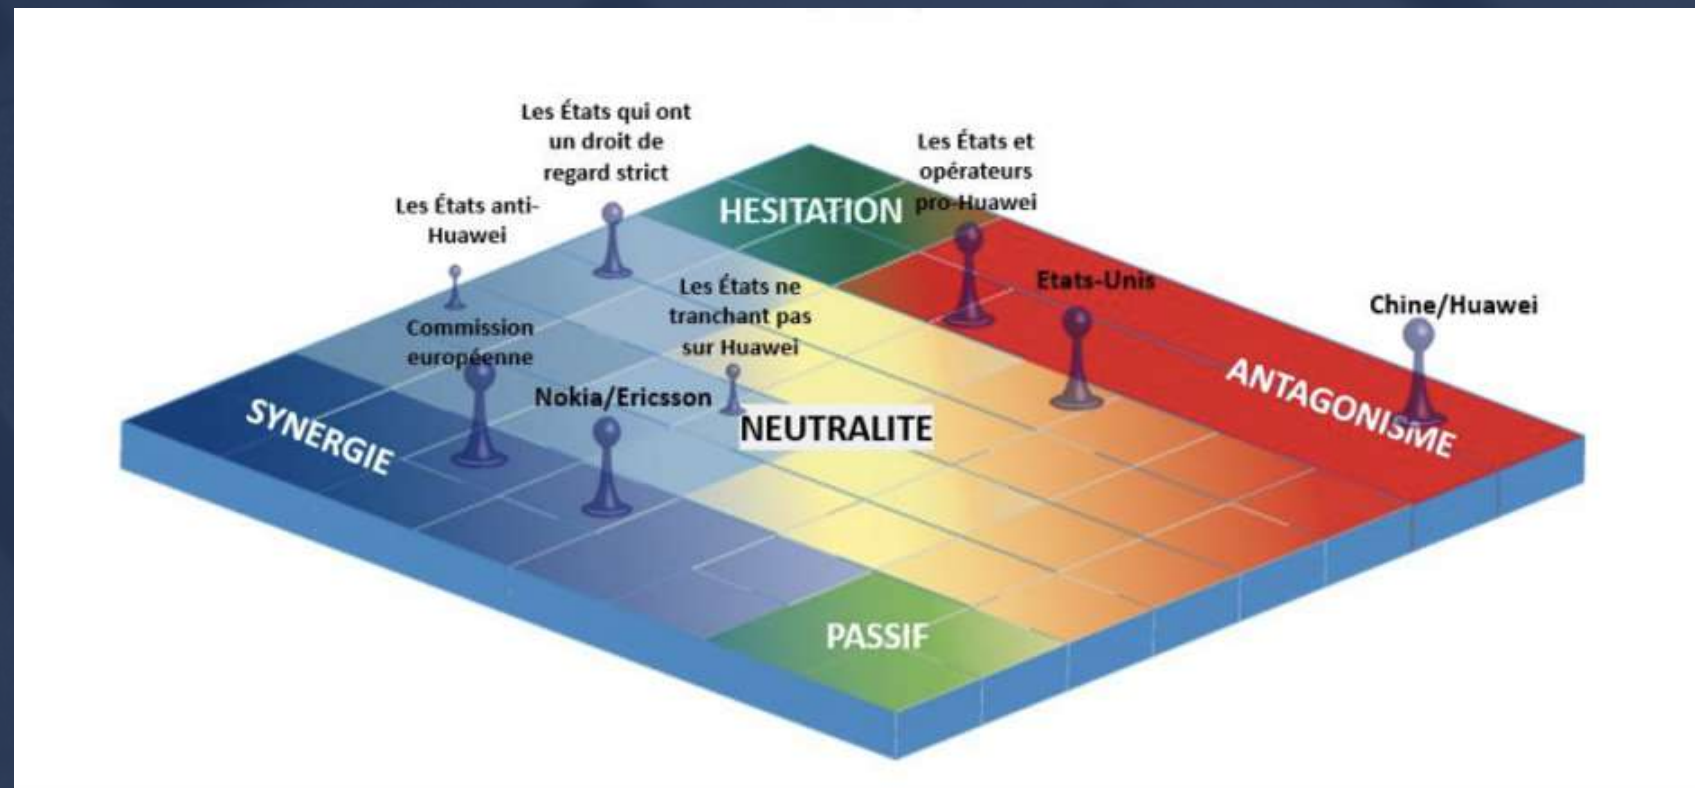 Les États qui ont
un droit de
regard strict
Les États et
opérateurs
pro-Huawei
Les États anti-
Huawei
HESITATION
Les États ne
tranchant pas
sur Huawei
Etats-Unis
Chine/Huawei
Commission
européenne
Nokia/Ericsson
ANTAGONISME
SYNERGIE
NEUTRALITE
PASSIF